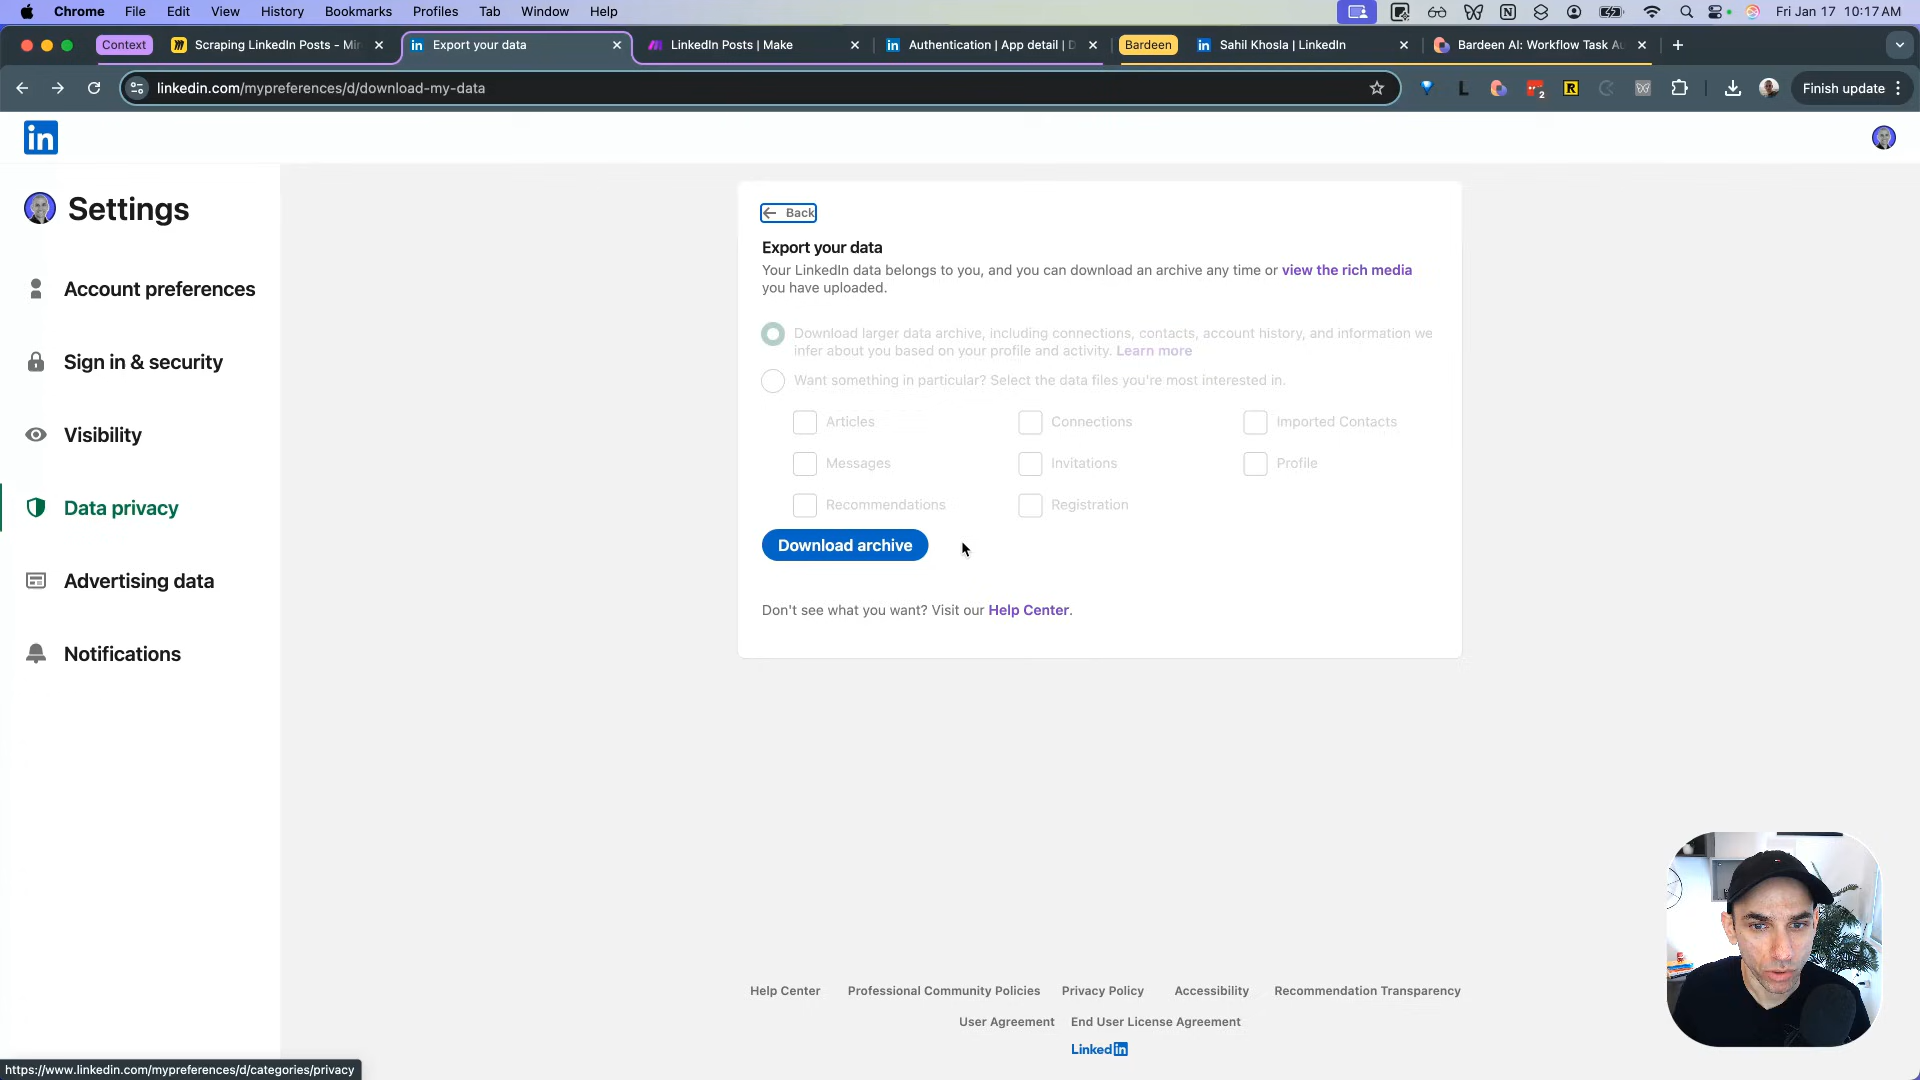 Chrome File Edit View History Bookmarks Profiles Tab Window Help
Fri Jan 17 10:17 AM
Context
Scraping LinkedIn Posts - Mir
Export your data
LinkedIn Posts | Make
Authentication | App detail | D
Bardeen
Sahil Khosla | LinkedIn
Bardeen AI: Workflow Task Au
linkedin.com/mypreferences/d/download-my-data
L
2
R
Finish update
in
Settings
Account preferences
Sign in & security
Visibility
Data privacy
Advertising data
Notifications
Back
Export your data
Your LinkedIn data belongs to you, and you can download an archive any time or view the rich media
you have uploaded.
Download larger data archive, including connections, contacts, account history, and information we
infer about you based on your profile and activity. Learn more
Want something in particular? Select the data files you're most interested in.
Articles Connections Imported Contacts
Messages Invitations Profile
Recommendations Registration
Download archive
Don't see what you want? Visit our Help Center.
Help Center Professional Community Policies Privacy Policy Accessibility Recommendation Transparency
User Agreement End User License Agreement
LinkedIn
https://www.linkedin.com/mypreferences/d/categories/privacy